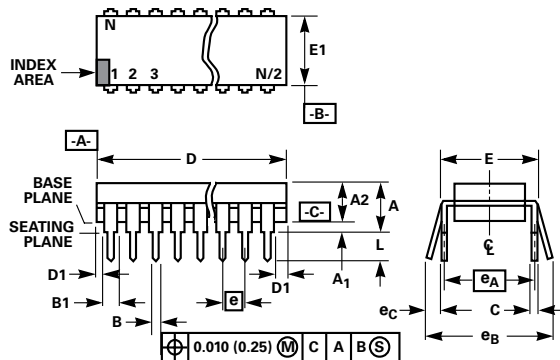 N
E1
INDEX
AREA
1 2 3 N/2
-B-
-A-
D
E
BASE
PLANE
A2
A
-C-
SEATING
PLANE
L
C L
D1
A1
D1
B1
e
eA
eC
C
B
eB
0.010 (0.25) M C A B S